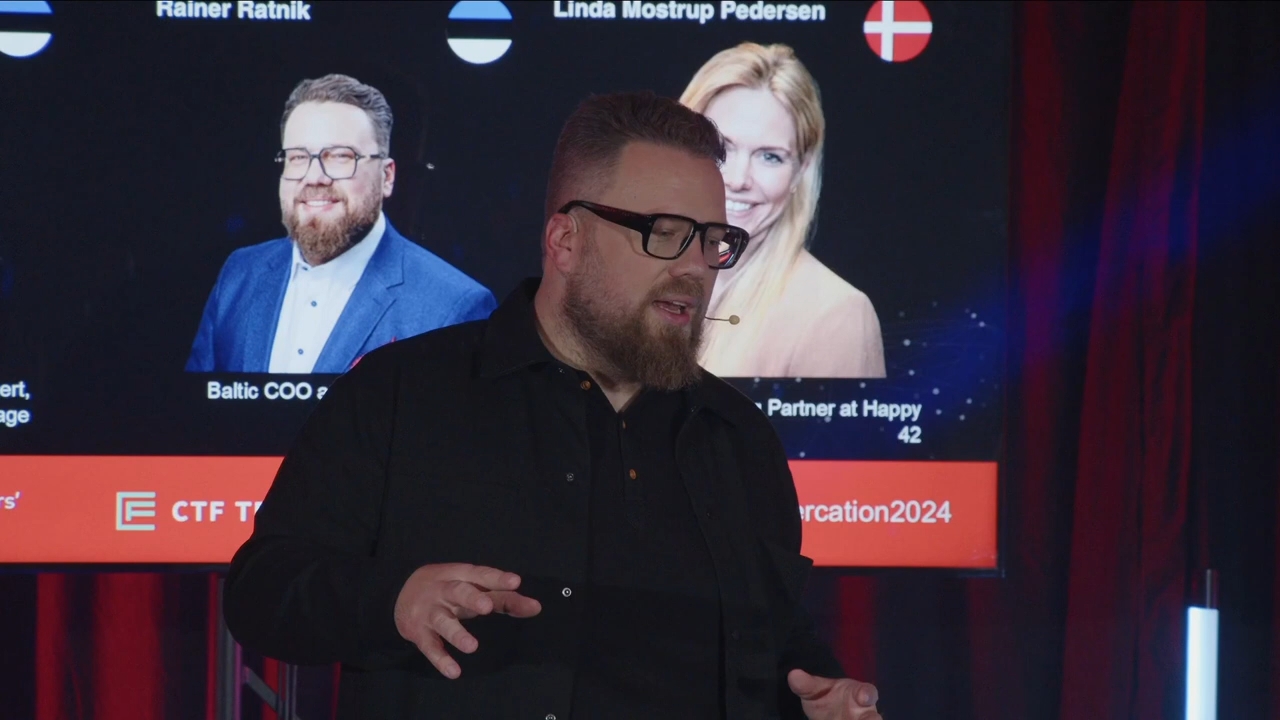 Rainer Ratnik
Linda Mostrup Pedersen
ert,
age
Baltic COO a
Partner at Happy
42
rs'
CTF T
ercation2024